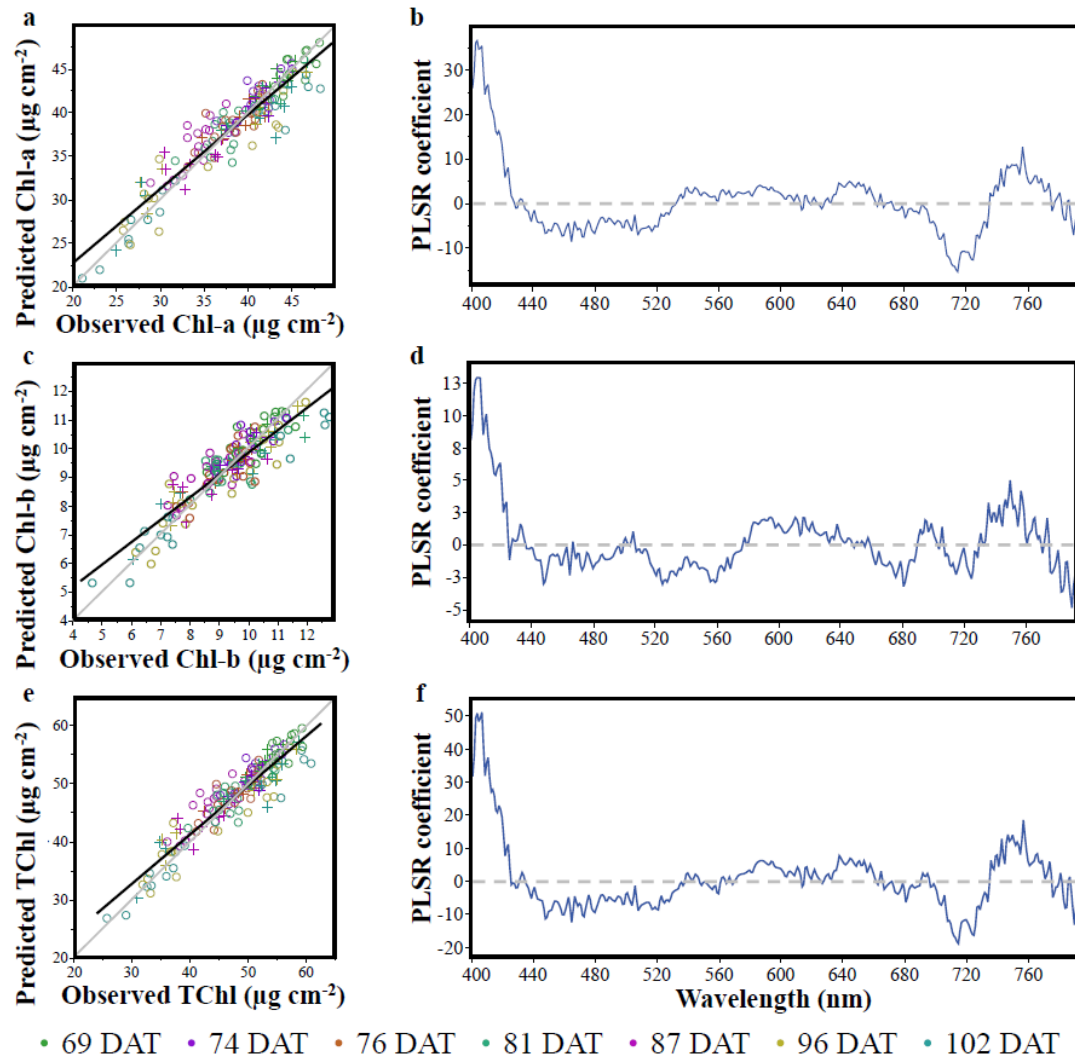 a
45
40
35
30
25
20
20 25 30 35 40 45
Predicted Chl-a (µg cm-2)
Observed Chl-a (µg cm-2)
b
30
20
10
0
-10
400 440 480 520 560 600 640 680 720 760
PLSR coefficient
c
12
11
10
9
8
7
6
5
4
4 5 6 7 8 9 10 11 12
Predicted Chl-b (µg cm-2)
Observed Chl-b (µg cm-2)
d
13
10
8
5
3
0
-3
-5
400 440 480 520 560 600 640 680 720 760
PLSR coefficient
e
60
50
40
30
20
20 30 40 50 60
Predicted TChl (µg cm-2)
Observed TChl (µg cm-2)
f
50
40
30
20
10
0
-10
-20
400 440 480 520 560 600 640 680 720 760
PLSR coefficient
Wavelength (nm)
69 DAT 74 DAT 76 DAT 81 DAT 87 DAT 96 DAT 102 DAT